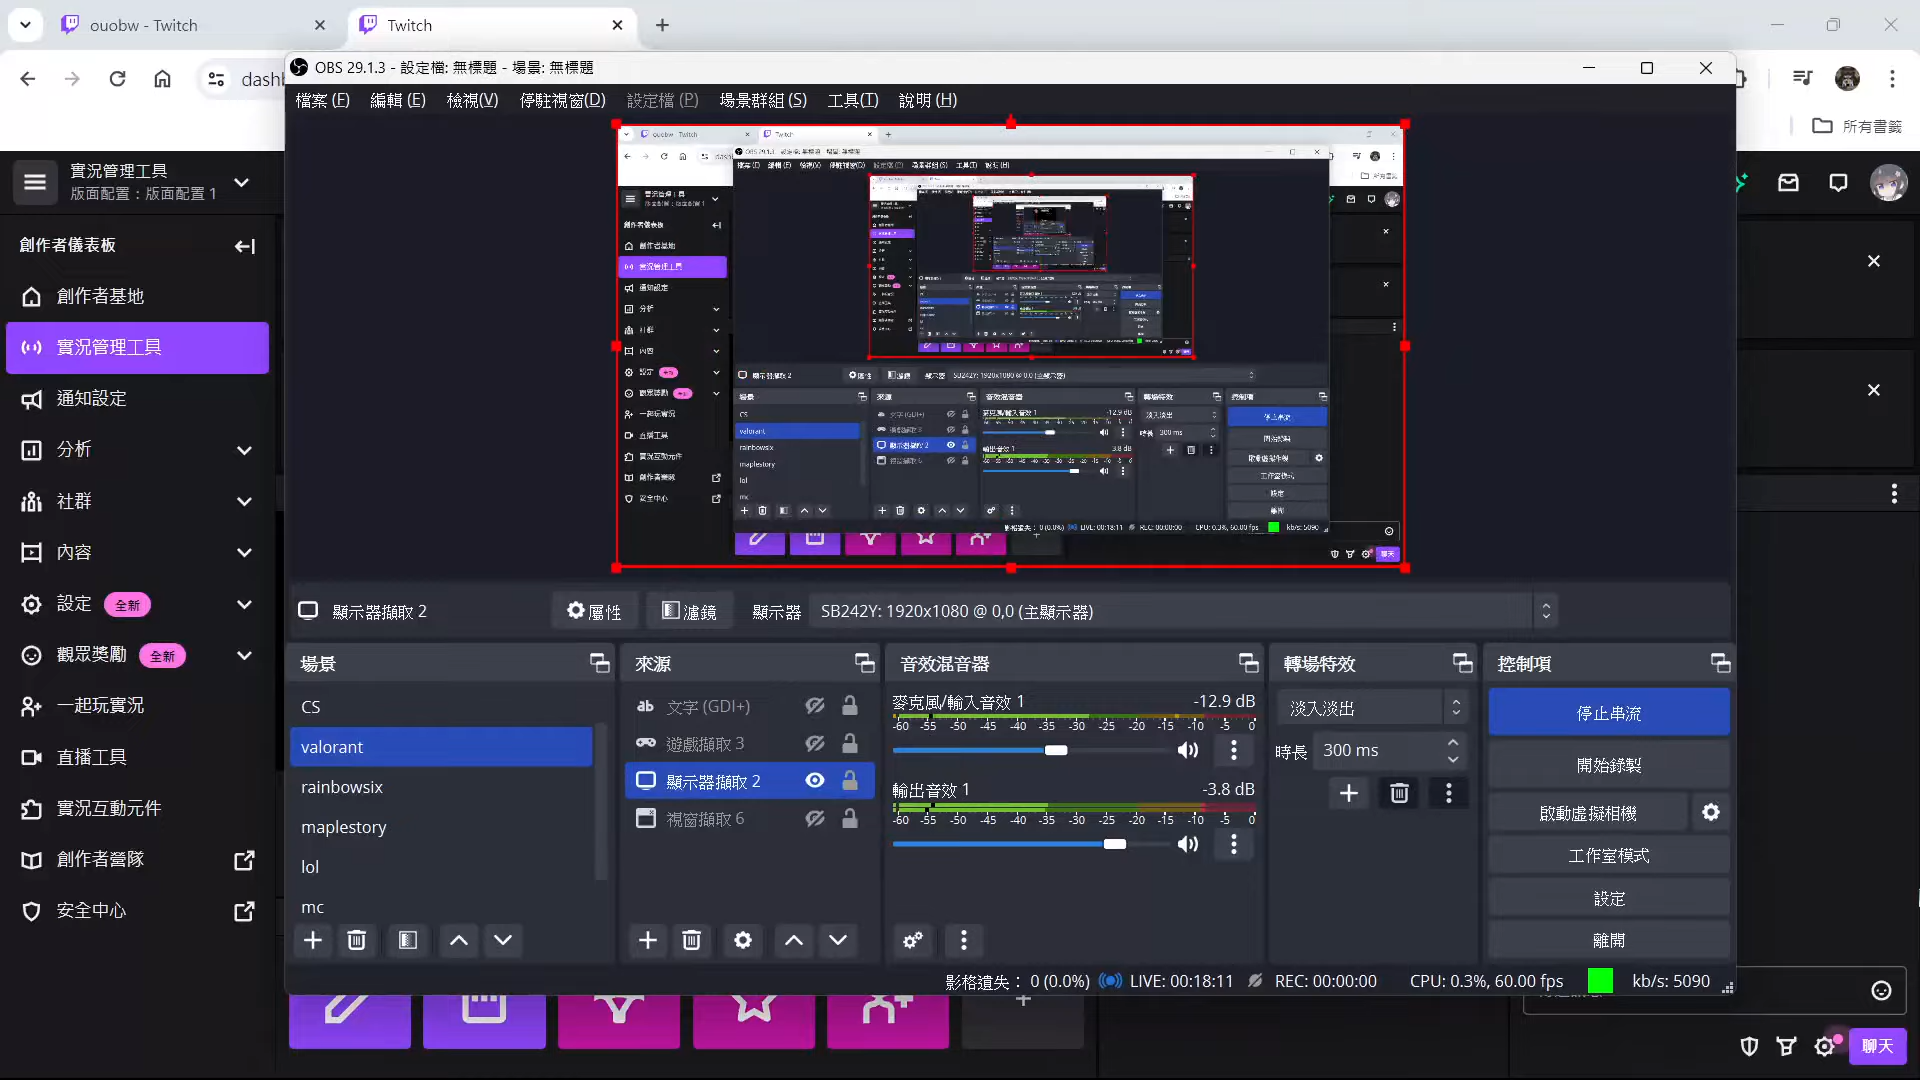 ouobw - Twitch
Twitch
dashb
所有書籤
OBS 29.1.3 - 設定檔: 無標題 - 場景: 無標題
檔案 (F) 編輯 (E) 檢視(V) 停駐視窗(D) 設定檔 (P) 場景群組 (S) 工具(T) 說明 (H)
實況管理工具
版面配置：版面配置 1
創作者儀表板
創作者基地
實況管理工具
通知設定
分析
社群
內容
設定 全新
觀眾獎勵 全新
一起玩實況
直播工具
實況互動元件
創作者營隊
安全中心
顯示器擷取 2
屬性
濾鏡
顯示器
SB242Y: 1920x1080 @ 0,0 (主顯示器)
場景
CS
valorant
rainbowsix
maplestory
lol
mc
來源
文字 (GDI+)
遊戲擷取 3
顯示器擷取 2
視窗擷取 6
音效混音器
麥克風/輸入音效 1 -12.9 dB
-60 -55 -50 -45 -40 -35 -30 -25 -20 -15 -10 -5 0
輸出音效 1 -3.8 dB
-60 -55 -50 -45 -40 -35 -30 -25 -20 -15 -10 -5 0
轉場特效
淡入淡出
時長 300 ms
控制項
停止串流
開始錄製
啟動虛擬相機
工作室模式
設定
離開
影格遺失： 0 (0.0%) LIVE: 00:18:11 REC: 00:00:00 CPU: 0.3%, 60.00 fps kb/s: 5090
聊天